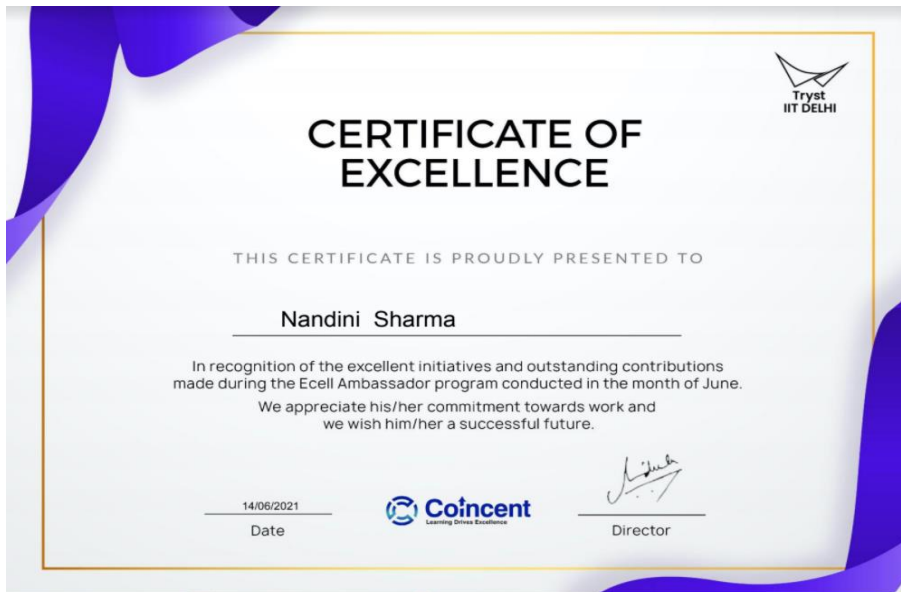 Tryst
IIT DELHI
CERTIFICATE OF
EXCELLENCE
THIS CERTIFICATE IS PROUDLY PRESENTED TO
Nandini Sharma
In recognition of the excellent initiatives and outstanding contributions
made during the Ecell Ambassador program conducted in the month of June.
We appreciate his/her commitment towards work and
we wish him/her a successful future.
14/06/2021
Date
Coincent
Learning Drives Excellence
Director